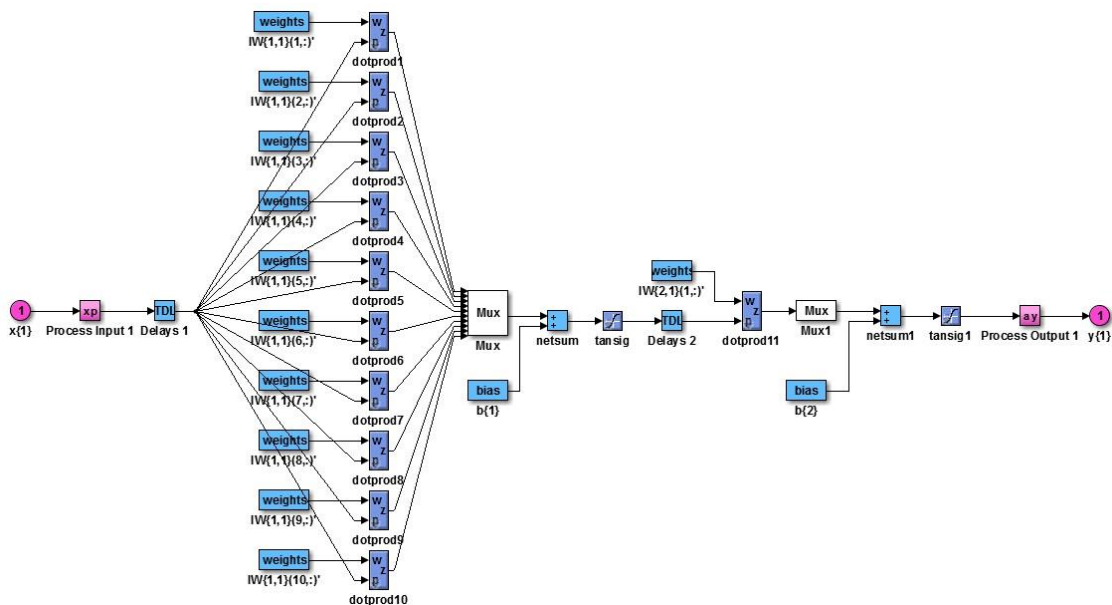 weights
IW{1,1}(1,:)'
W
Z
p
dotprod1
weights
IW{1,1}(2,:)'
W
Z
p
dotprod2
weights
IW{1,1}(3,:)'
W
Z
p
dotprod3
weights
IW{1,1}(4,:)'
W
Z
p
dotprod4
weights
IW{1,1}(5,:)'
W
Z
p
dotprod5
weights
IW{1,1}(6,:)'
W
Z
p
dotprod6
weights
IW{1,1}(7,:)'
W
Z
p
dotprod7
weights
IW{1,1}(8,:)'
W
Z
p
dotprod8
weights
IW{1,1}(9,:)'
W
Z
p
dotprod9
weights
IW{1,1}(10,:)'
W
Z
p
dotprod10
1
x{1}
xp
Process Input 1
TDL
Delays 1
Mux
Mux
+
+
netsum
bias
b{1}
tansig
TDL
Delays 2
weights
IW{2,1}(1,:)'
W
Z
p
dotprod11
Mux
Mux1
bias
b{2}
+
+
netsum1
tansig1
ay
Process Output 1
1
y{1}